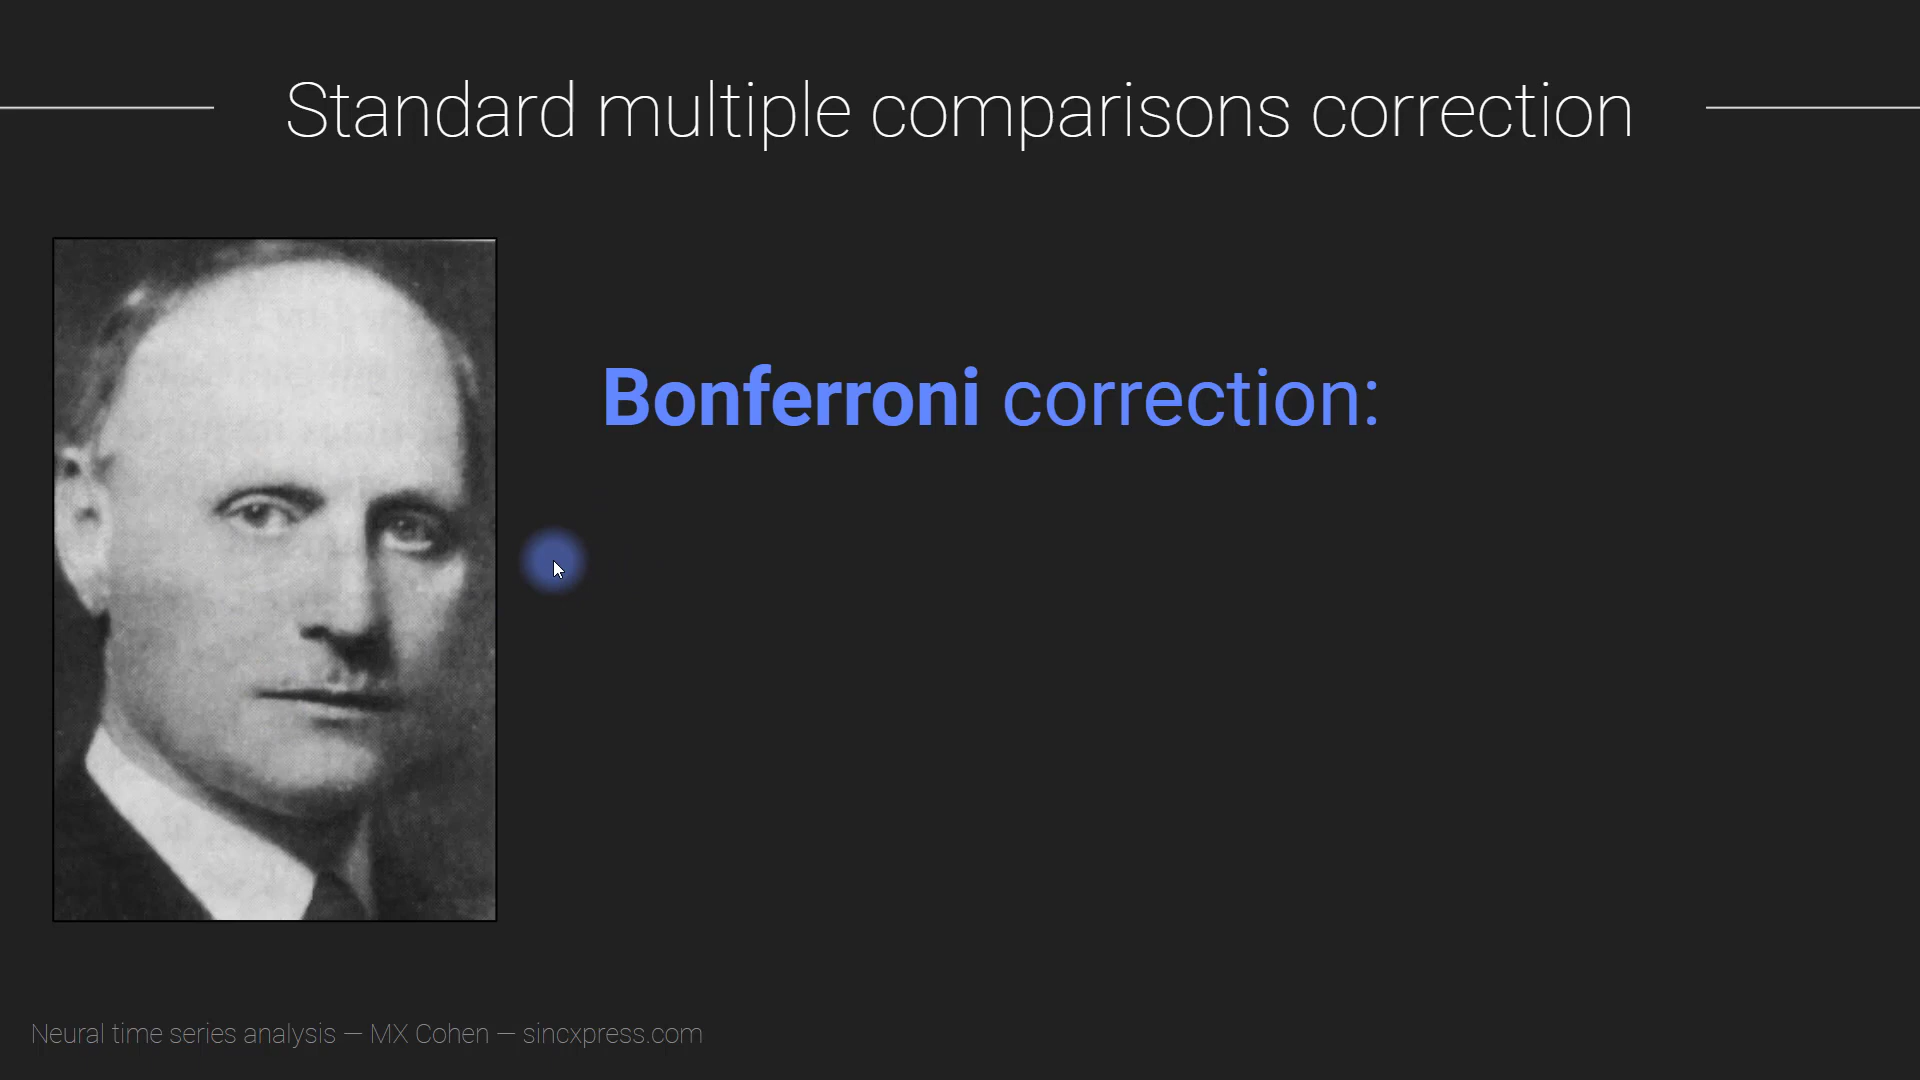 Standard multiple comparisons correction
Bonferroni correction:
Neural time series analysis — MX Cohen — sincxpress.com